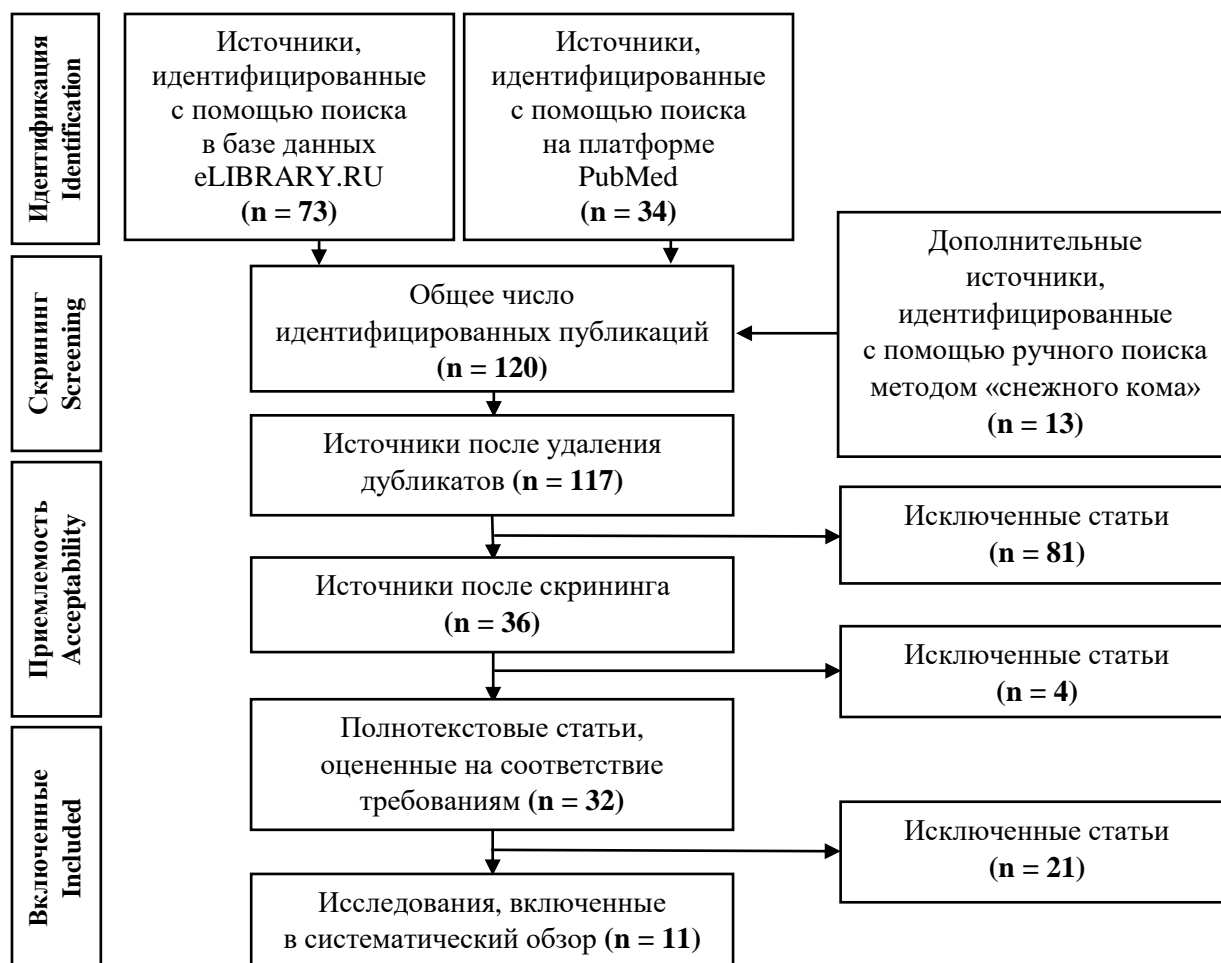 Идентификация
Identification
Источники,
идентифицированные
с помощью поиска
в базе данных
eLIBRARY.RU
(n = 73)
Источники,
идентифицированные
с помощью поиска
на платформе
PubMed
(n = 34)
Дополнительные
источники,
идентифицированные
с помощью ручного поиска
методом «снежного кома»
(n = 13)
Скрининг
Screening
Общее число
идентифицированных публикаций
(n = 120)
Источники после удаления
дубликатов (n = 117)
Приемлемость
Acceptability
Исключенные статьи
(n = 81)
Источники после скрининга
(n = 36)
Исключенные статьи
(n = 4)
Включенные
Included
Полнотекстовые статьи,
оцененные на соответствие
требованиям (n = 32)
Исключенные статьи
(n = 21)
Исследования, включенные
в систематический обзор (n = 11)